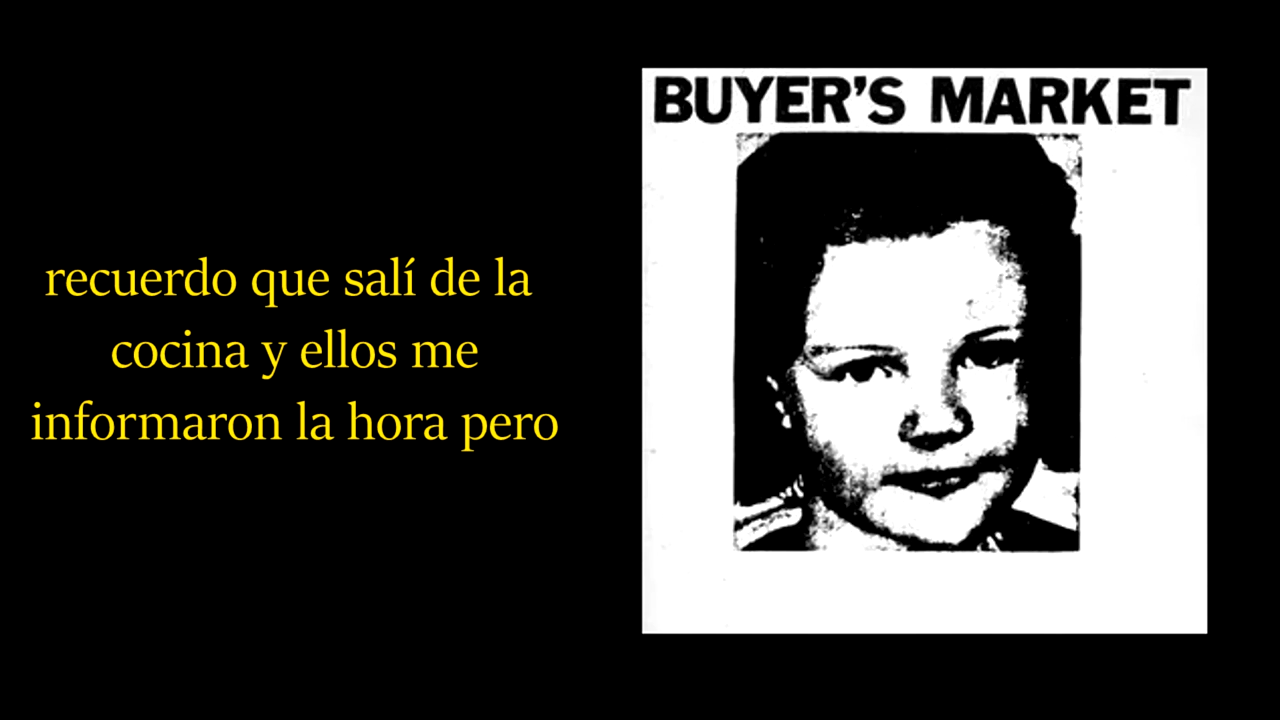 recuerdo que salí de la
cocina y ellos me
informaron la hora pero
BUYER'S MARKET